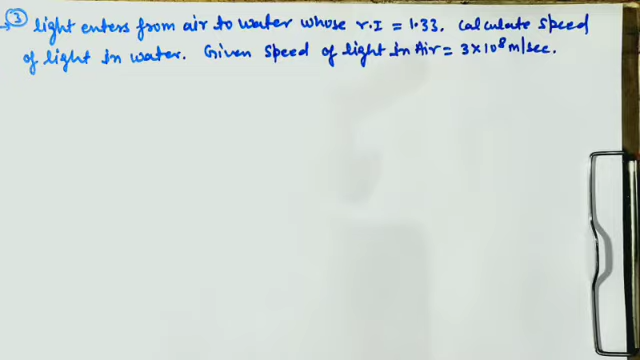 ③ light enters from air to water whose r.I = 1.33. Calculate speed
of light in water. Given speed of light in Air = 3×10⁸m/sec.